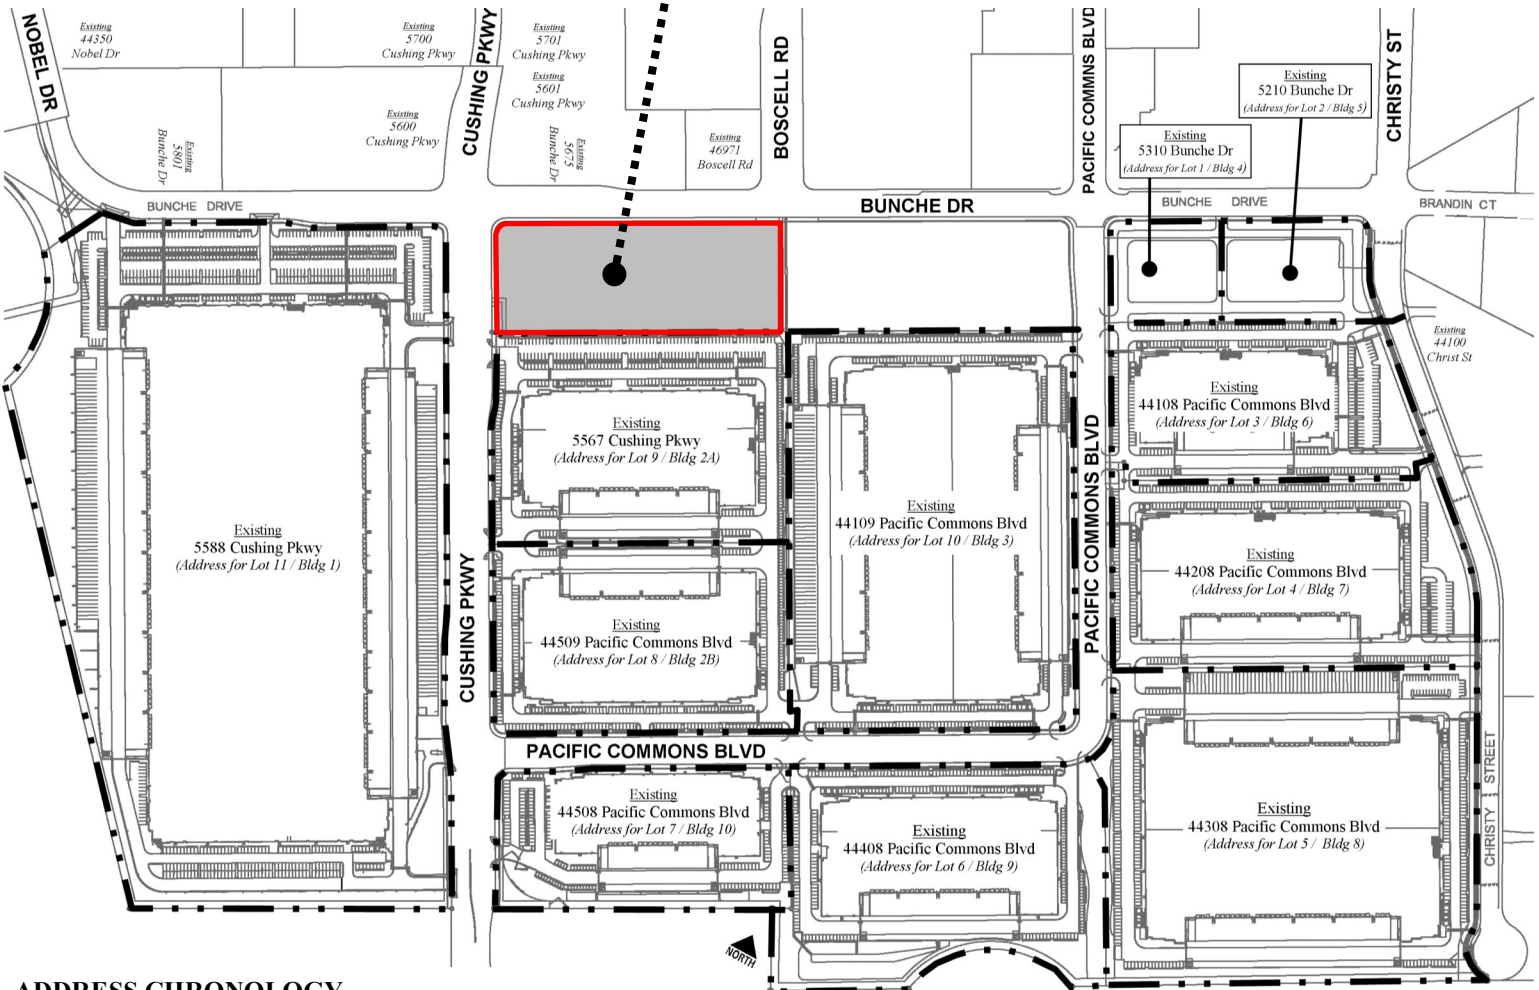 NOBEL DR
Existing
44350
Nobel Dr
Existing
5700
Cushing Pkwy
CUSHING PKWY
Existing
5701
Cushing Pkwy
Existing
5601
Cushing Pkwy
Existing
5600
Cushing Pkwy
Existing
5801
Bunche Dr
Existing
5675
Bunche Dr
Existing
46971
Boscell Rd
BOSCELL RD
PACIFIC COMMNS BLVD
Existing
5210 Bunche Dr
(Address for Lot 2 / Bldg 5)
Existing
5310 Bunche Dr
(Address for Lot 1 / Bldg 4)
CHRISTY ST
BUNCHE DRIVE
BUNCHE DR
BUNCHE DRIVE
BRANDIN CT
Existing
44100
Christ St
Existing
44108 Pacific Commons Blvd
(Address for Lot 3 / Bldg 6)
Existing
5567 Cushing Pkwy
(Address for Lot 9 / Bldg 2A)
Existing
44109 Pacific Commons Blvd
(Address for Lot 10 / Bldg 3)
PACIFIC COMMONS BLVD
Existing
5588 Cushing Pkwy
(Address for Lot 11 / Bldg 1)
CUSHING PKWY
Existing
44208 Pacific Commons Blvd
(Address for Lot 4 / Bldg 7)
Existing
44509 Pacific Commons Blvd
(Address for Lot 8 / Bldg 2B)
PACIFIC COMMONS BLVD
Existing
44508 Pacific Commons Blvd
(Address for Lot 7 / Bldg 10)
Existing
44408 Pacific Commons Blvd
(Address for Lot 6 / Bldg 9)
Existing
44308 Pacific Commons Blvd
(Address for Lot 5 / Bldg 8)
CHRISTY STREET
NORTH
ADDRESS CHRONOLOGY